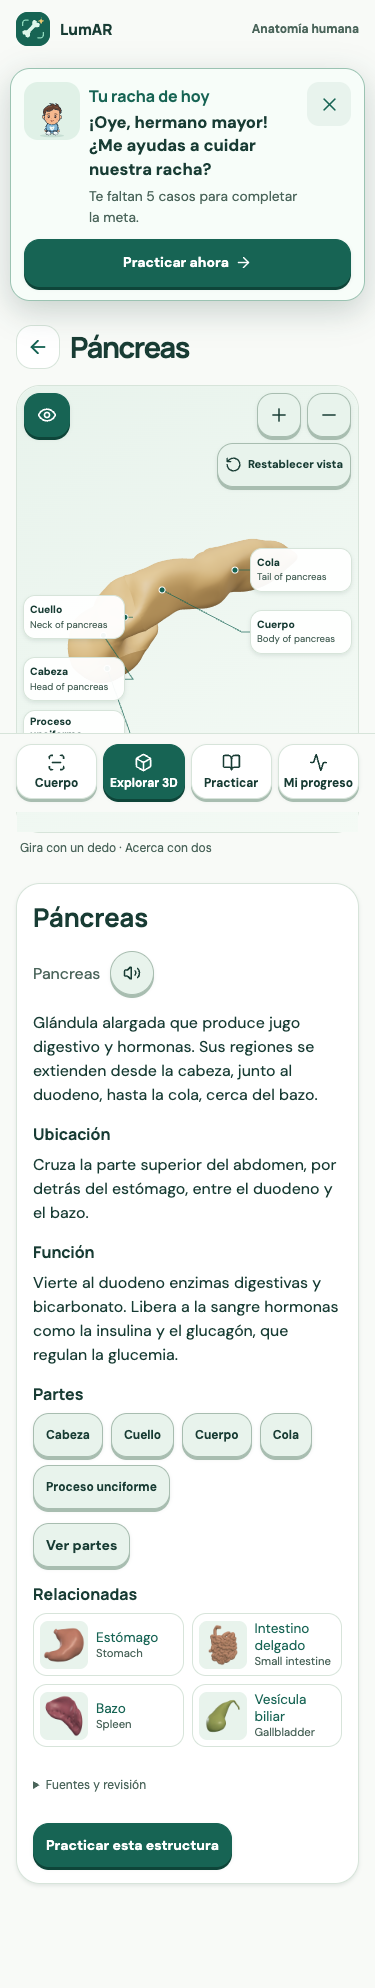 LumAR
Anatomía humana
Tu racha de hoy
¡Oye, hermano mayor!
¿Me ayudas a cuidar
nuestra racha?
Te faltan 5 casos para completar
la meta.
Practicar ahora
Páncreas
Restablecer vista
Cola
Tail of pancreas
Cuello
Neck of pancreas
Cuerpo
Body of pancreas
Cabeza
Head of pancreas
Proceso
Cuerpo
Explorar 3D
Practicar
Mi progreso
Gira con un dedo · Acerca con dos
Páncreas
Pancreas
Glándula alargada que produce jugo
digestivo y hormonas. Sus regiones se
extienden desde la cabeza, junto al
duodeno, hasta la cola, cerca del bazo.
Ubicación
Cruza la parte superior del abdomen, por
detrás del estómago, entre el duodeno y
el bazo.
Función
Vierte al duodeno enzimas digestivas y
bicarbonato. Libera a la sangre hormonas
como la insulina y el glucagón, que
regulan la glucemia.
Partes
Cabeza
Cuello
Cuerpo
Cola
Proceso unciforme
Ver partes
Relacionadas
Estómago
Stomach
Intestino
delgado
Small intestine
Bazo
Spleen
Vesícula
biliar
Gallbladder
Fuentes y revisión
Practicar esta estructura